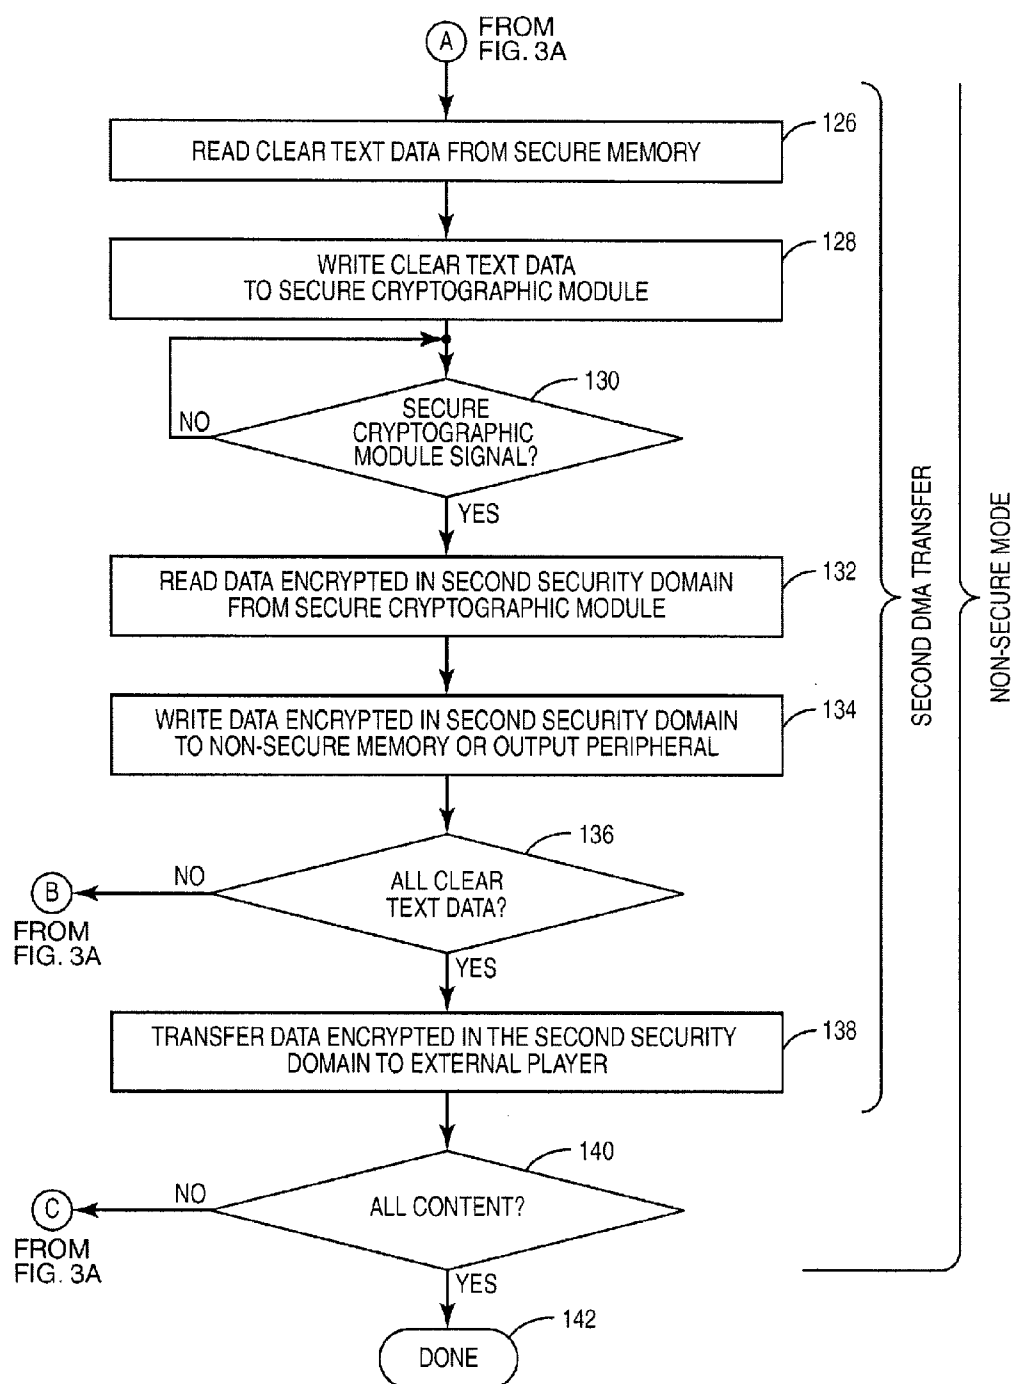 A
FROM
FIG. 3A
126
READ CLEAR TEXT DATA FROM SECURE MEMORY
128
WRITE CLEAR TEXT DATA
TO SECURE CRYPTOGRAPHIC MODULE
130
SECURE
CRYPTOGRAPHIC
MODULE SIGNAL?
NO
YES
132
READ DATA ENCRYPTED IN SECOND SECURITY DOMAIN
FROM SECURE CRYPTOGRAPHIC MODULE
134
WRITE DATA ENCRYPTED IN SECOND SECURITY DOMAIN
TO NON-SECURE MEMORY OR OUTPUT PERIPHERAL
136
ALL CLEAR
TEXT DATA?
NO
B
FROM
FIG. 3A
YES
138
TRANSFER DATA ENCRYPTED IN THE SECOND SECURITY
DOMAIN TO EXTERNAL PLAYER
140
ALL CONTENT?
NO
C
FROM
FIG. 3A
YES
142
DONE
SECOND DMA TRANSFER
NON-SECURE MODE